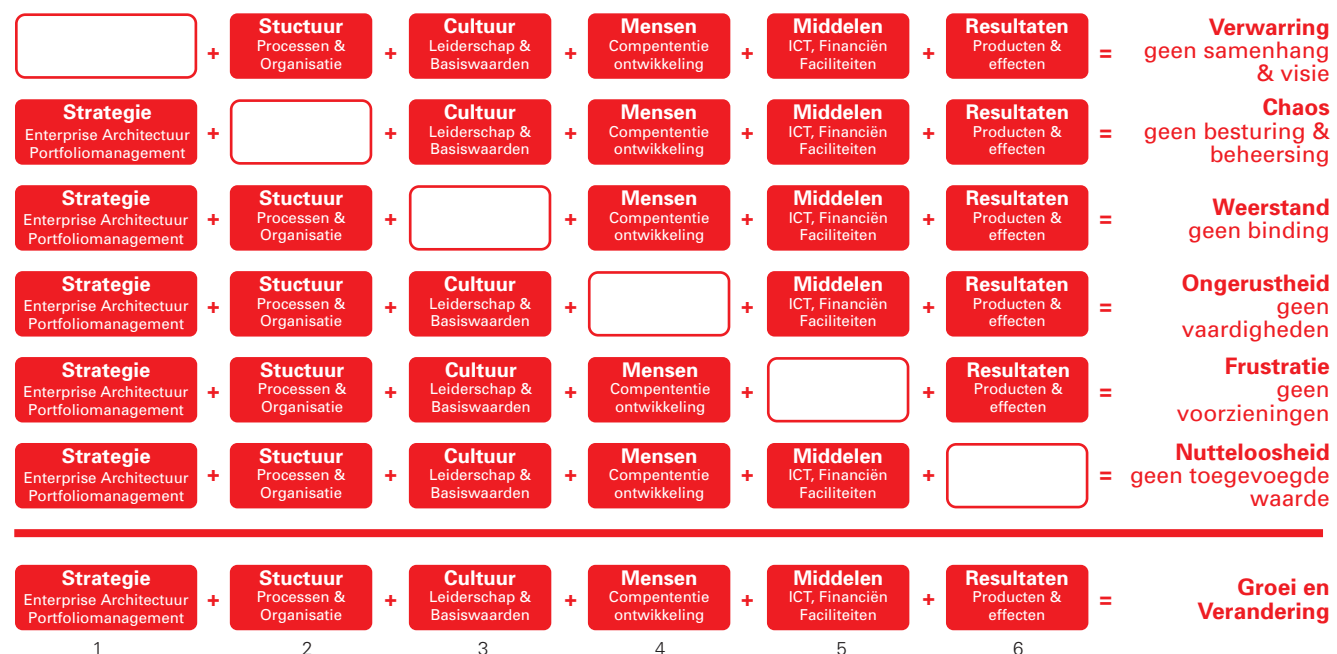 + Stuctuur + Cultuur + Mensen + Middelen + Resultaten = Verwarring
Processen & Leiderschap & Compententie ICT, Financiën Producten & geen samenhang
Organisatie Basiswaarden ontwikkeling Faciliteiten effecten & visie
Strategie + + Cultuur + Mensen + Middelen + Resultaten = Chaos
Enterprise Architectuur Leiderschap & Compententie ICT, Financiën Producten & geen besturing &
Portfoliomanagement Basiswaarden ontwikkeling Faciliteiten effecten beheersing
Strategie + Stuctuur + + Mensen + Middelen + Resultaten = Weerstand
Enterprise Architectuur Processen & Compententie ICT, Financiën Producten & geen binding
Portfoliomanagement Organisatie ontwikkeling Faciliteiten effecten
Strategie + Stuctuur + Cultuur + + Middelen + Resultaten = Ongerustheid
Enterprise Architectuur Processen & Leiderschap & ICT, Financiën Producten & geen
Portfoliomanagement Organisatie Basiswaarden Faciliteiten effecten vaardigheden
Strategie + Stuctuur + Cultuur + Mensen + + Resultaten = Frustratie
Enterprise Architectuur Processen & Leiderschap & Compententie Producten & geen
Portfoliomanagement Organisatie Basiswaarden ontwikkeling effecten voorzieningen
Strategie + Stuctuur + Cultuur + Mensen + Middelen + = Nutteloosheid
Enterprise Architectuur Processen & Leiderschap & Compententie ICT, Financiën geen toegevoegde
Portfoliomanagement Organisatie Basiswaarden ontwikkeling Faciliteiten waarde
Strategie + Stuctuur + Cultuur + Mensen + Middelen + Resultaten = Groei en
Enterprise Architectuur Processen & Leiderschap & Compententie ICT, Financiën Producten & Verandering
Portfoliomanagement Organisatie Basiswaarden ontwikkeling Faciliteiten effecten
1 2 3 4 5 6